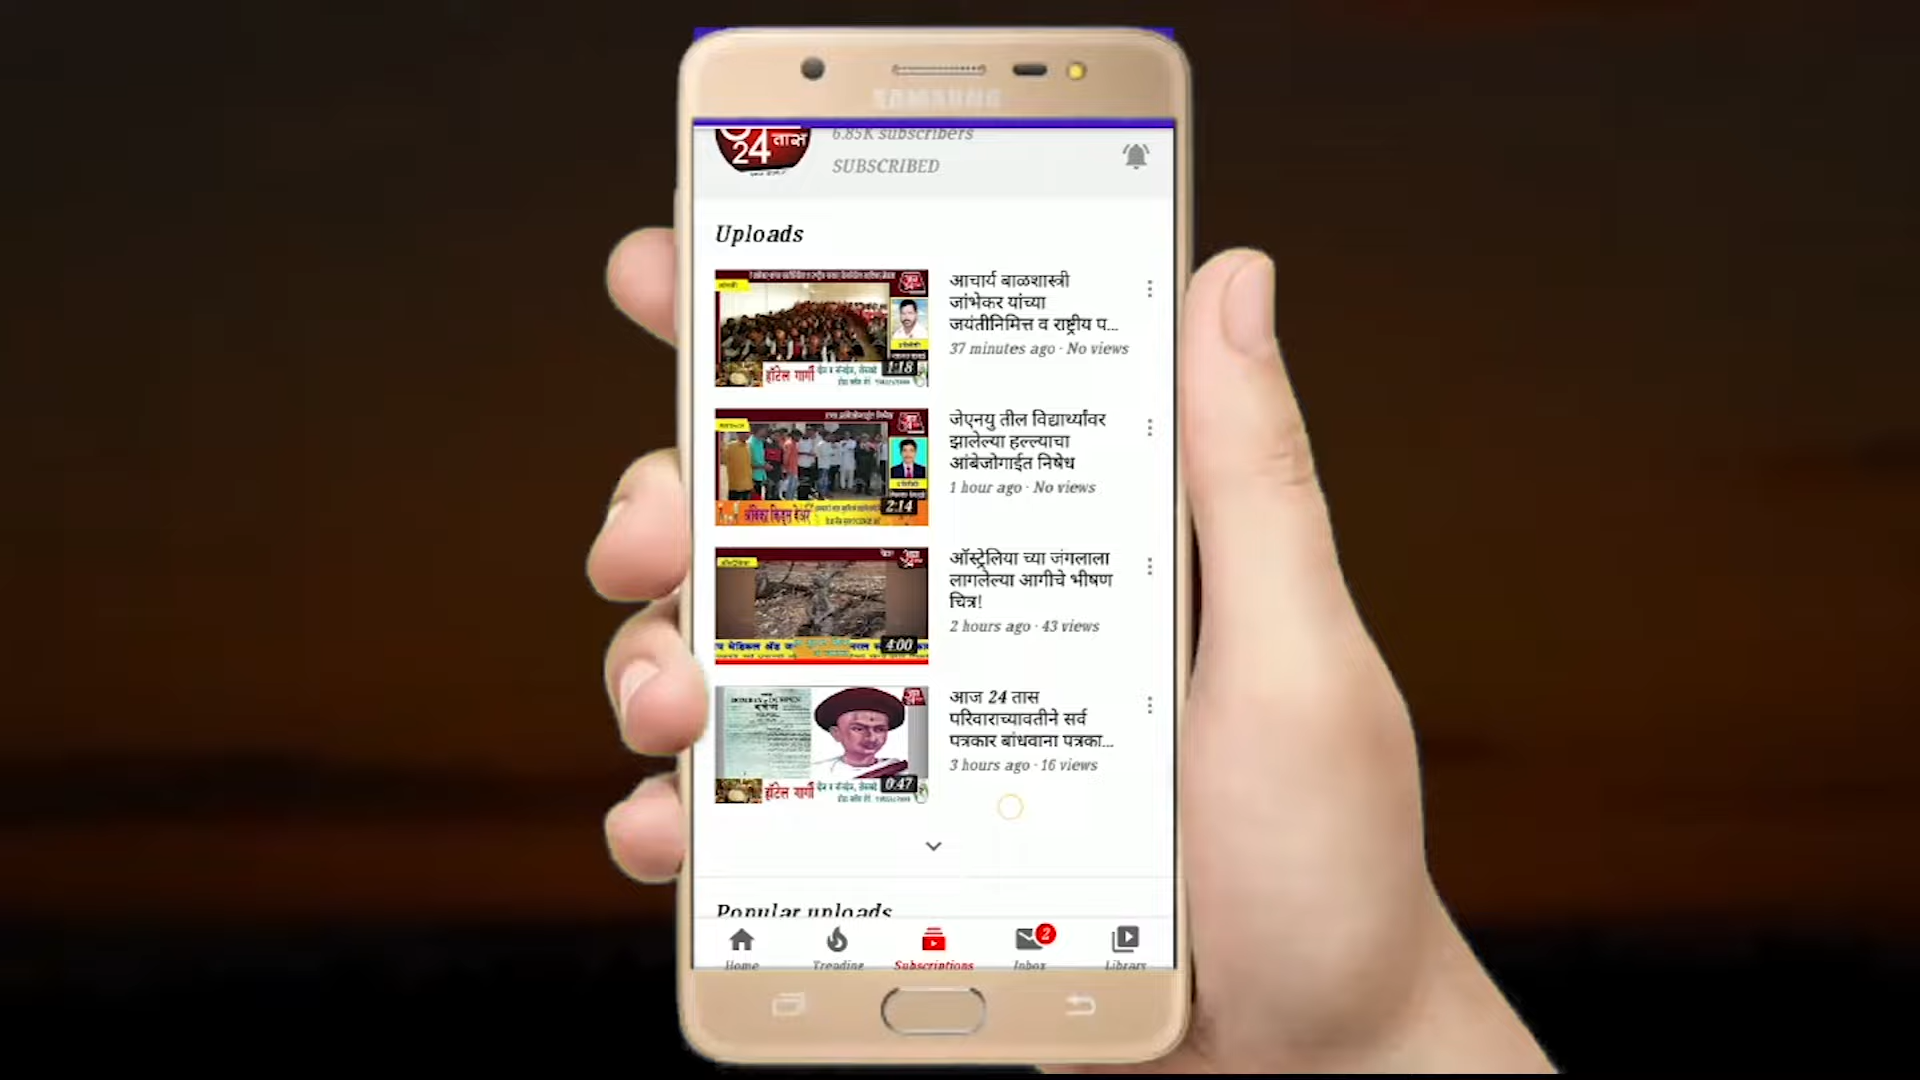 SAMSUNG
24 तास
6.85K subscribers
SUBSCRIBED
Uploads
आचार्य बाळशास्त्री
जांभेकर यांच्या
जयंतीनिमित्त व राष्ट्रीय प...
37 minutes ago · No views
हॉटेल गार्गी
1:18
जेएनयु तील विद्यार्थ्यांवर
झालेल्या हल्ल्याचा
आंबेजोगाईत निषेध
1 hour ago · No views
अंबिका किड्स वेअर
2:14
ऑस्ट्रेलिया च्या जंगलाला
लागलेल्या आगीचे भीषण
चित्र!
2 hours ago · 43 views
4:00
आज 24 तास
परिवाराच्यावतीने सर्व
पत्रकार बांधवाना पत्रका...
3 hours ago · 16 views
हॉटेल गार्गी
0:47
Popular uploads
Home
Trending
Subscriptions
2
Inbox
Library